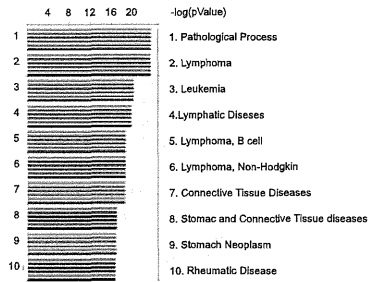 4 8 12 16 20 -log(pValue)
1 1. Pathological Process
2 2. Lymphoma
3 3. Leukemia
4 4.Lymphatic Diseses
5 5. Lymphoma, B cell
6 6. Lymphoma, Non-Hodgkin
7 7. Connective Tissue Diseases
8 8. Stomac and Connective Tissue diseases
9 9. Stomach Neoplasm
10 10. Rheumatic Disease